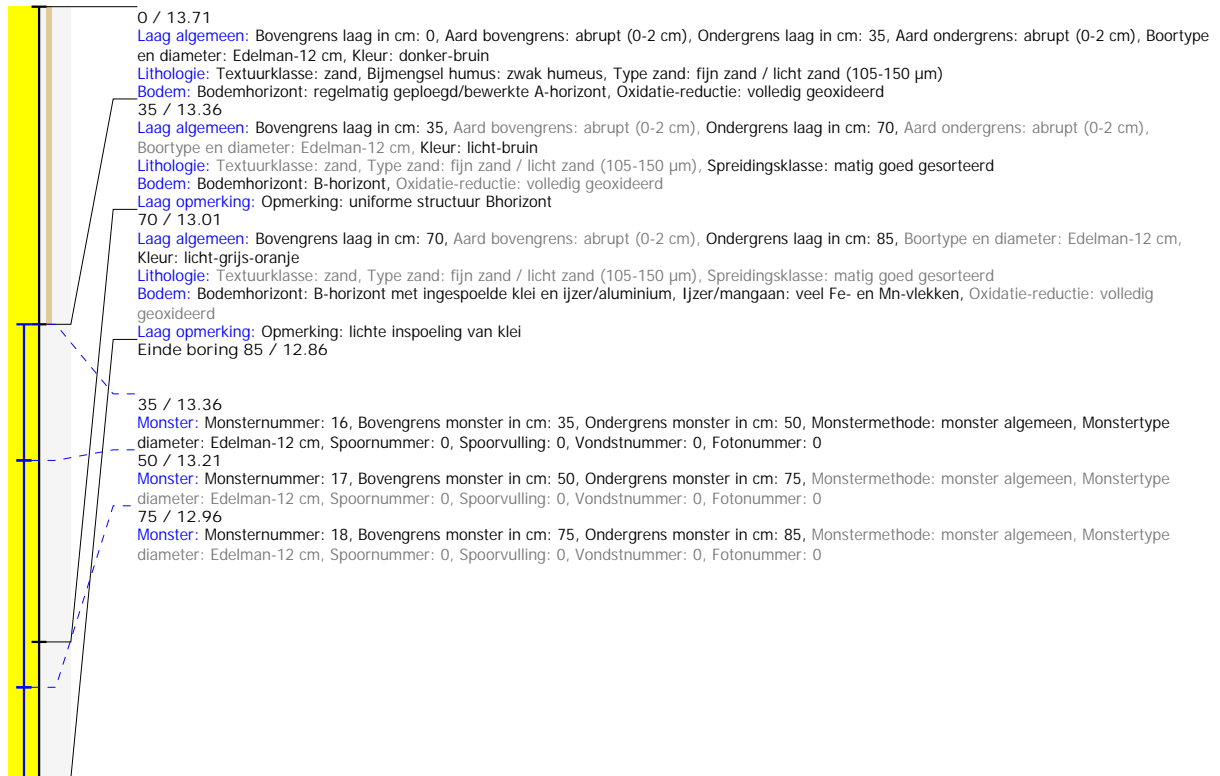 0 / 13.71
Laag algemeen: Bovengrens laag in cm: 0, Aard bovengrens: abrupt (0-2 cm), Ondergrens laag in cm: 35, Aard ondergrens: abrupt (0-2 cm), Boortype
en diameter: Edelman-12 cm, Kleur: donker-bruin
Lithologie: Textuurklasse: zand, Bijmengsel humus: zwak humeus, Type zand: fijn zand / licht zand (105-150 µm)
Bodem: Bodemhorizont: regelmatig geploegd/bewerkte A-horizont, Oxidatie-reductie: volledig geoxideerd
35 / 13.36
Laag algemeen: Bovengrens laag in cm: 35, Aard bovengrens: abrupt (0-2 cm), Ondergrens laag in cm: 70, Aard ondergrens: abrupt (0-2 cm),
Boortype en diameter: Edelman-12 cm, Kleur: licht-bruin
Lithologie: Textuurklasse: zand, Type zand: fijn zand / licht zand (105-150 µm), Spreidingsklasse: matig goed gesorteerd
Bodem: Bodemhorizont: B-horizont, Oxidatie-reductie: volledig geoxideerd
Laag opmerking: Opmerking: uniforme structuur Bhorizont
70 / 13.01
Laag algemeen: Bovengrens laag in cm: 70, Aard bovengrens: abrupt (0-2 cm), Ondergrens laag in cm: 85, Boortype en diameter: Edelman-12 cm,
Kleur: licht-grijs-oranje
Lithologie: Textuurklasse: zand, Type zand: fijn zand / licht zand (105-150 µm), Spreidingsklasse: matig goed gesorteerd
Bodem: Bodemhorizont: B-horizont met ingespoelde klei en ijzer/aluminium, Ijzer/mangaan: veel Fe- en Mn-vlekken, Oxidatie-reductie: volledig
geoxideerd
Laag opmerking: Opmerking: lichte inspoeling van klei
Einde boring 85 / 12.86
35 / 13.36
Monster: Monsternummer: 16, Bovengrens monster in cm: 35, Ondergrens monster in cm: 50, Monstermethode: monster algemeen, Monstertype
diameter: Edelman-12 cm, Spoornummer: 0, Spoorvulling: 0, Vondstnummer: 0, Fotonummer: 0
50 / 13.21
Monster: Monsternummer: 17, Bovengrens monster in cm: 50, Ondergrens monster in cm: 75, Monstermethode: monster algemeen, Monstertype
diameter: Edelman-12 cm, Spoornummer: 0, Spoorvulling: 0, Vondstnummer: 0, Fotonummer: 0
75 / 12.96
Monster: Monsternummer: 18, Bovengrens monster in cm: 75, Ondergrens monster in cm: 85, Monstermethode: monster algemeen, Monstertype
diameter: Edelman-12 cm, Spoornummer: 0, Spoorvulling: 0, Vondstnummer: 0, Fotonummer: 0